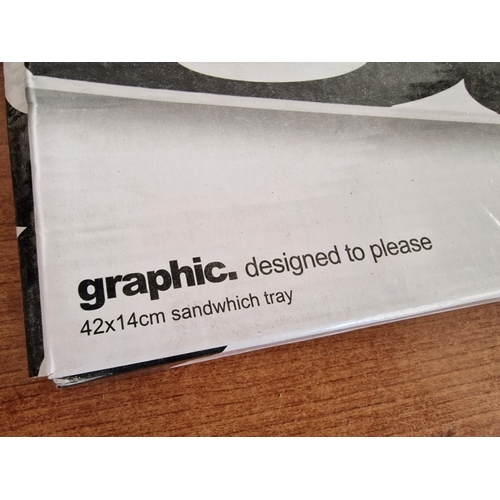 graphic. designed to please
42x14cm sandwhich tray